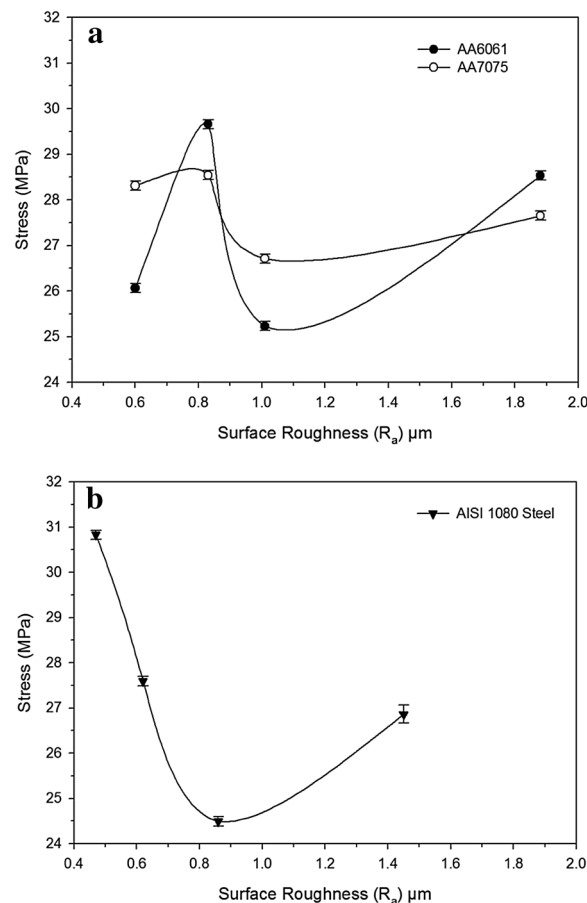 a
AA6061
AA7075
32
31
30
29
28
27
26
25
24
Stress (MPa)
0.4 0.6 0.8 1.0 1.2 1.4 1.6 1.8 2.0
Surface Roughness (Ra) µm
b
AISI 1080 Steel
32
31
30
29
28
27
26
25
24
Stress (MPa)
0.4 0.6 0.8 1.0 1.2 1.4 1.6 1.8 2.0
Surface Roughness (Ra) µm